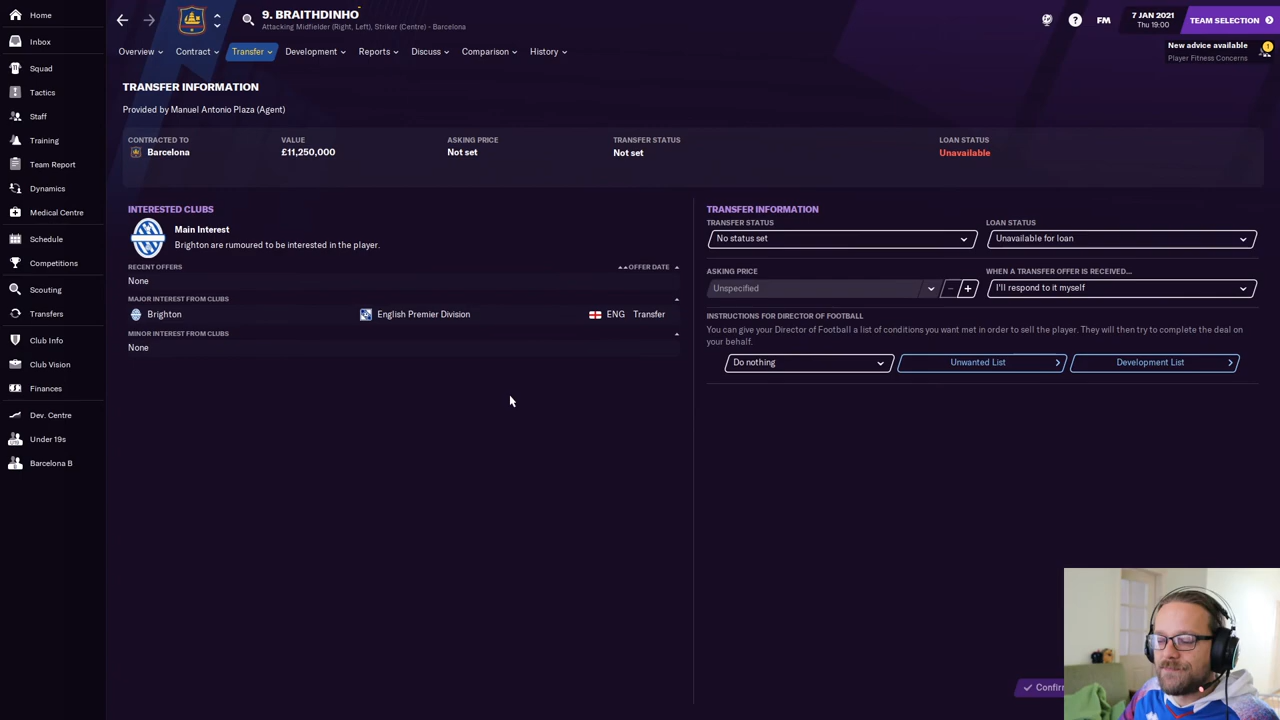 Home
Inbox
Squad
Tactics
Staff
Training
Team Report
Dynamics
Medical Centre
Schedule
Competitions
Scouting
Transfers
Club Info
Club Vision
Finances
Dev. Centre
Under 19s
Barcelona B
9. BRAITHDINHO
Attacking Midfielder (Right, Left), Striker (Centre) - Barcelona
FM
7 JAN 2021
Thu 19:00
TEAM SELECTION
Overview
Contract
Transfer
Development
Reports
Discuss
Comparison
History
New advice available
Player Fitness Concerns
TRANSFER INFORMATION
Provided by Manuel Antonio Plaza (Agent)
CONTRACTED TO
Barcelona
VALUE
£11,250,000
ASKING PRICE
Not set
TRANSFER STATUS
Not set
LOAN STATUS
Unavailable
INTERESTED CLUBS
Main Interest
Brighton are rumoured to be interested in the player.
RECENT OFFERS OFFER DATE
None
MAJOR INTEREST FROM CLUBS
Brighton English Premier Division ENG Transfer
MINOR INTEREST FROM CLUBS
None
TRANSFER INFORMATION
TRANSFER STATUS
No status set
LOAN STATUS
Unavailable for loan
ASKING PRICE
Unspecified
WHEN A TRANSFER OFFER IS RECEIVED...
I'll respond to it myself
INSTRUCTIONS FOR DIRECTOR OF FOOTBALL
You can give your Director of Football a list of conditions you want met in order to sell the player. They will then try to complete the deal on
your behalf.
Do nothing
Unwanted List
Development List
Confirm